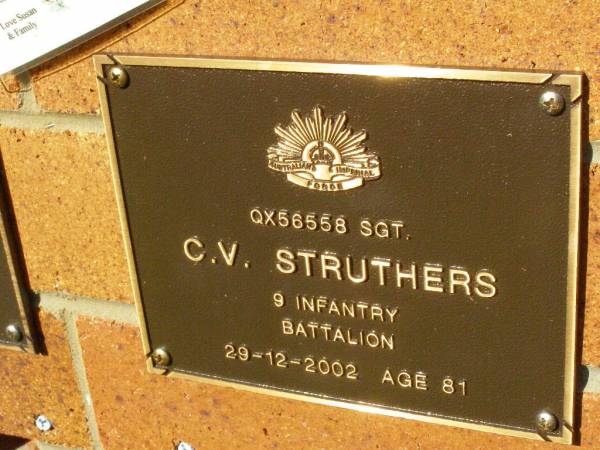 Love Susan
& Family
AUSTRALIAN IMPERIAL
FORCE
QX56558 SGT.
C.V. STRUTHERS
9 INFANTRY
BATTALION
29-12-2002 AGE 81